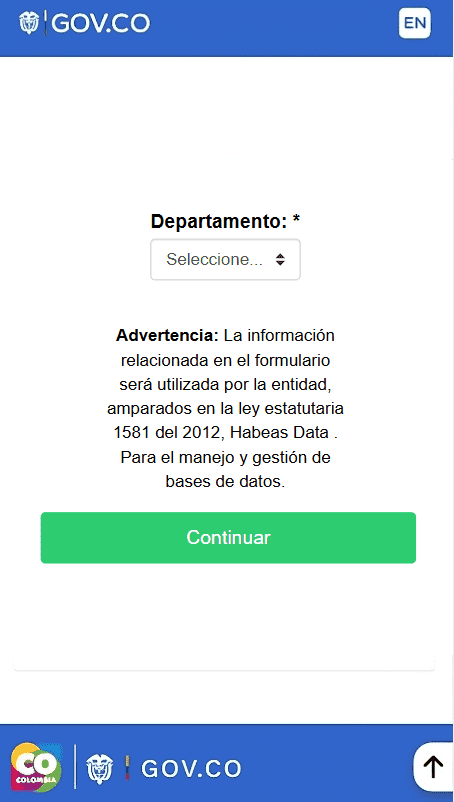 GOV.CO
EN
Departamento: *
Seleccione...
Advertencia: La información
relacionada en el formulario
será utilizada por la entidad,
amparados en la ley estatutaria
1581 del 2012, Habeas Data .
Para el manejo y gestión de
bases de datos.
Continuar
CO
COLOMBIA
GOV.CO